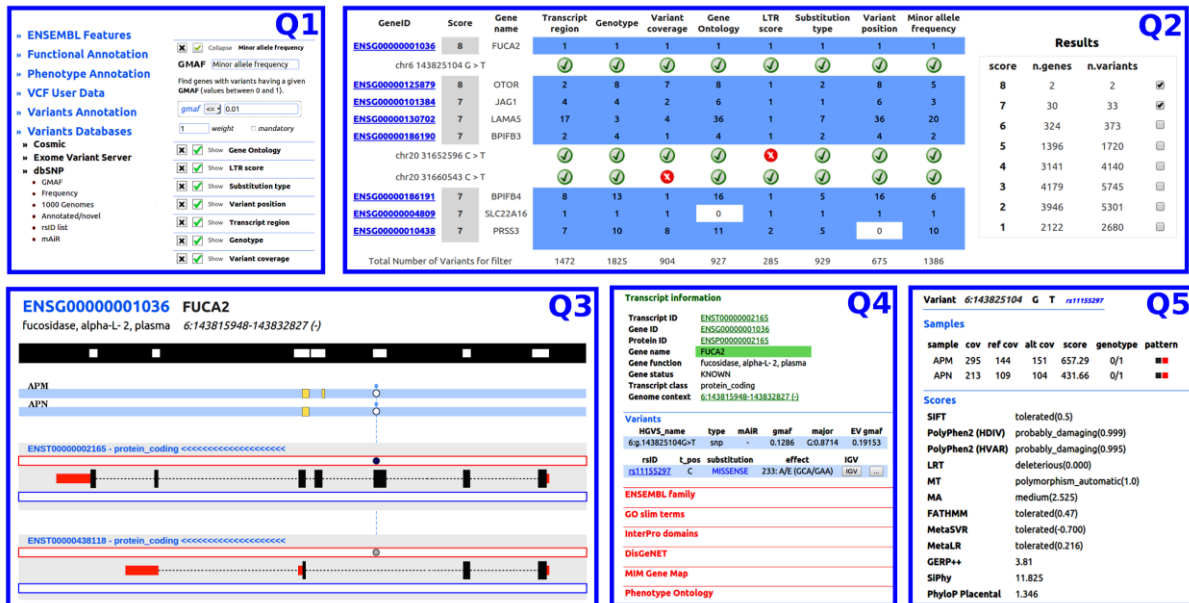 Q1
» ENSEMBL Features
» Functional Annotation
» Phenotype Annotation
» VCF User Data
» Variants Annotation
» Variants Databases
» Cosmic
» Exome Variant Server
» dbSNP
• GMAF
• Frequency
• 1000 Genomes
• Annotated/novel
• rsID list
• mAiR
Collapse Minor allele frequency
GMAF Minor allele frequency
Find genes with variants having a given
GMAF (values between 0 and 1).
gmaf <= 0.01
1 weight mandatory
Show Gene Ontology
Show LTR score
Show Substitution type
Show Variant position
Show Transcript region
Show Genotype
Show Variant coverage
Q2
GeneID Score Gene name Transcript region Genotype Variant coverage Gene Ontology LTR score Substitution type Variant position Minor allele frequency
ENSG00000001036 8 FUCA2 1 1 1 1 1 1 1 1
chr6 143825104 G > T
ENSG00000125879 8 OTOR 2 8 7 8 1 2 8 5
ENSG00000101384 7 JAG1 4 4 2 6 1 1 6 3
ENSG00000130702 7 LAMA5 17 3 4 36 1 7 36 20
ENSG00000186190 7 BPIFB3 2 4 1 4 1 2 4 2
chr20 31652596 C > T
chr20 31660543 C > T
ENSG00000186191 7 BPIFB4 8 13 1 16 1 5 16 6
ENSG00000004809 7 SLC22A16 1 1 1 0 1 1 1 1
ENSG00000010438 7 PRSS3 7 10 8 11 2 5 0 10
Total Number of Variants for filter 1472 1825 904 927 285 929 675 1386
Results
score n.genes n.variants
8 2 2
7 30 33
6 324 373
5 1396 1720
4 3141 4140
3 4179 5745
2 3946 5301
1 2122 2680
Q3
ENSG00000001036 FUCA2
fucosidase, alpha-L- 2, plasma 6:143815948-143832827 (-)
APM
APN
ENST00000002165 - protein_coding <<<<<<<<<<<<<<<<<<<<<<
ENST00000438118 - protein_coding <<<<<<<<<<<<<<<<<<<<<<
Q4
Transcript information
Transcript ID ENST00000002165
Gene ID ENSG00000001036
Protein ID ENSP00000002165
Gene name FUCA2
Gene function fucosidase, alpha-L- 2, plasma
Gene status KNOWN
Transcript class protein_coding
Genome context 6:143815948-143832827 (-)
Variants
HGVS_name type mAiR gmaf major EV gmaf
6:g.143825104G>T snp - 0.1286 G:0.8714 0.19153
rsID t_pos substitution effect IGV
rs11155297 C MISSENSE 233: A/E (GCA/GAA) IGV ...
ENSEMBL family
GO slim terms
InterPro domains
DisGeNET
MIM Gene Map
Phenotype Ontology
Q5
Variant 6:143825104 G T rs11155297
Samples
sample cov ref cov alt cov score genotype pattern
APM 295 144 151 657.29 0/1
APN 213 109 104 431.66 0/1
Scores
SIFT tolerated(0.5)
PolyPhen2 (HDIV) probably_damaging(0.999)
PolyPhen2 (HVAR) probably_damaging(0.995)
LRT deleterious(0.000)
MT polymorphism_automatic(1.0)
MA medium(2.525)
FATHMM tolerated(0.47)
MetaSVR tolerated(-0.700)
MetaLR tolerated(0.216)
GERP++ 3.81
SiPhy 11.825
PhyloP Placental 1.346